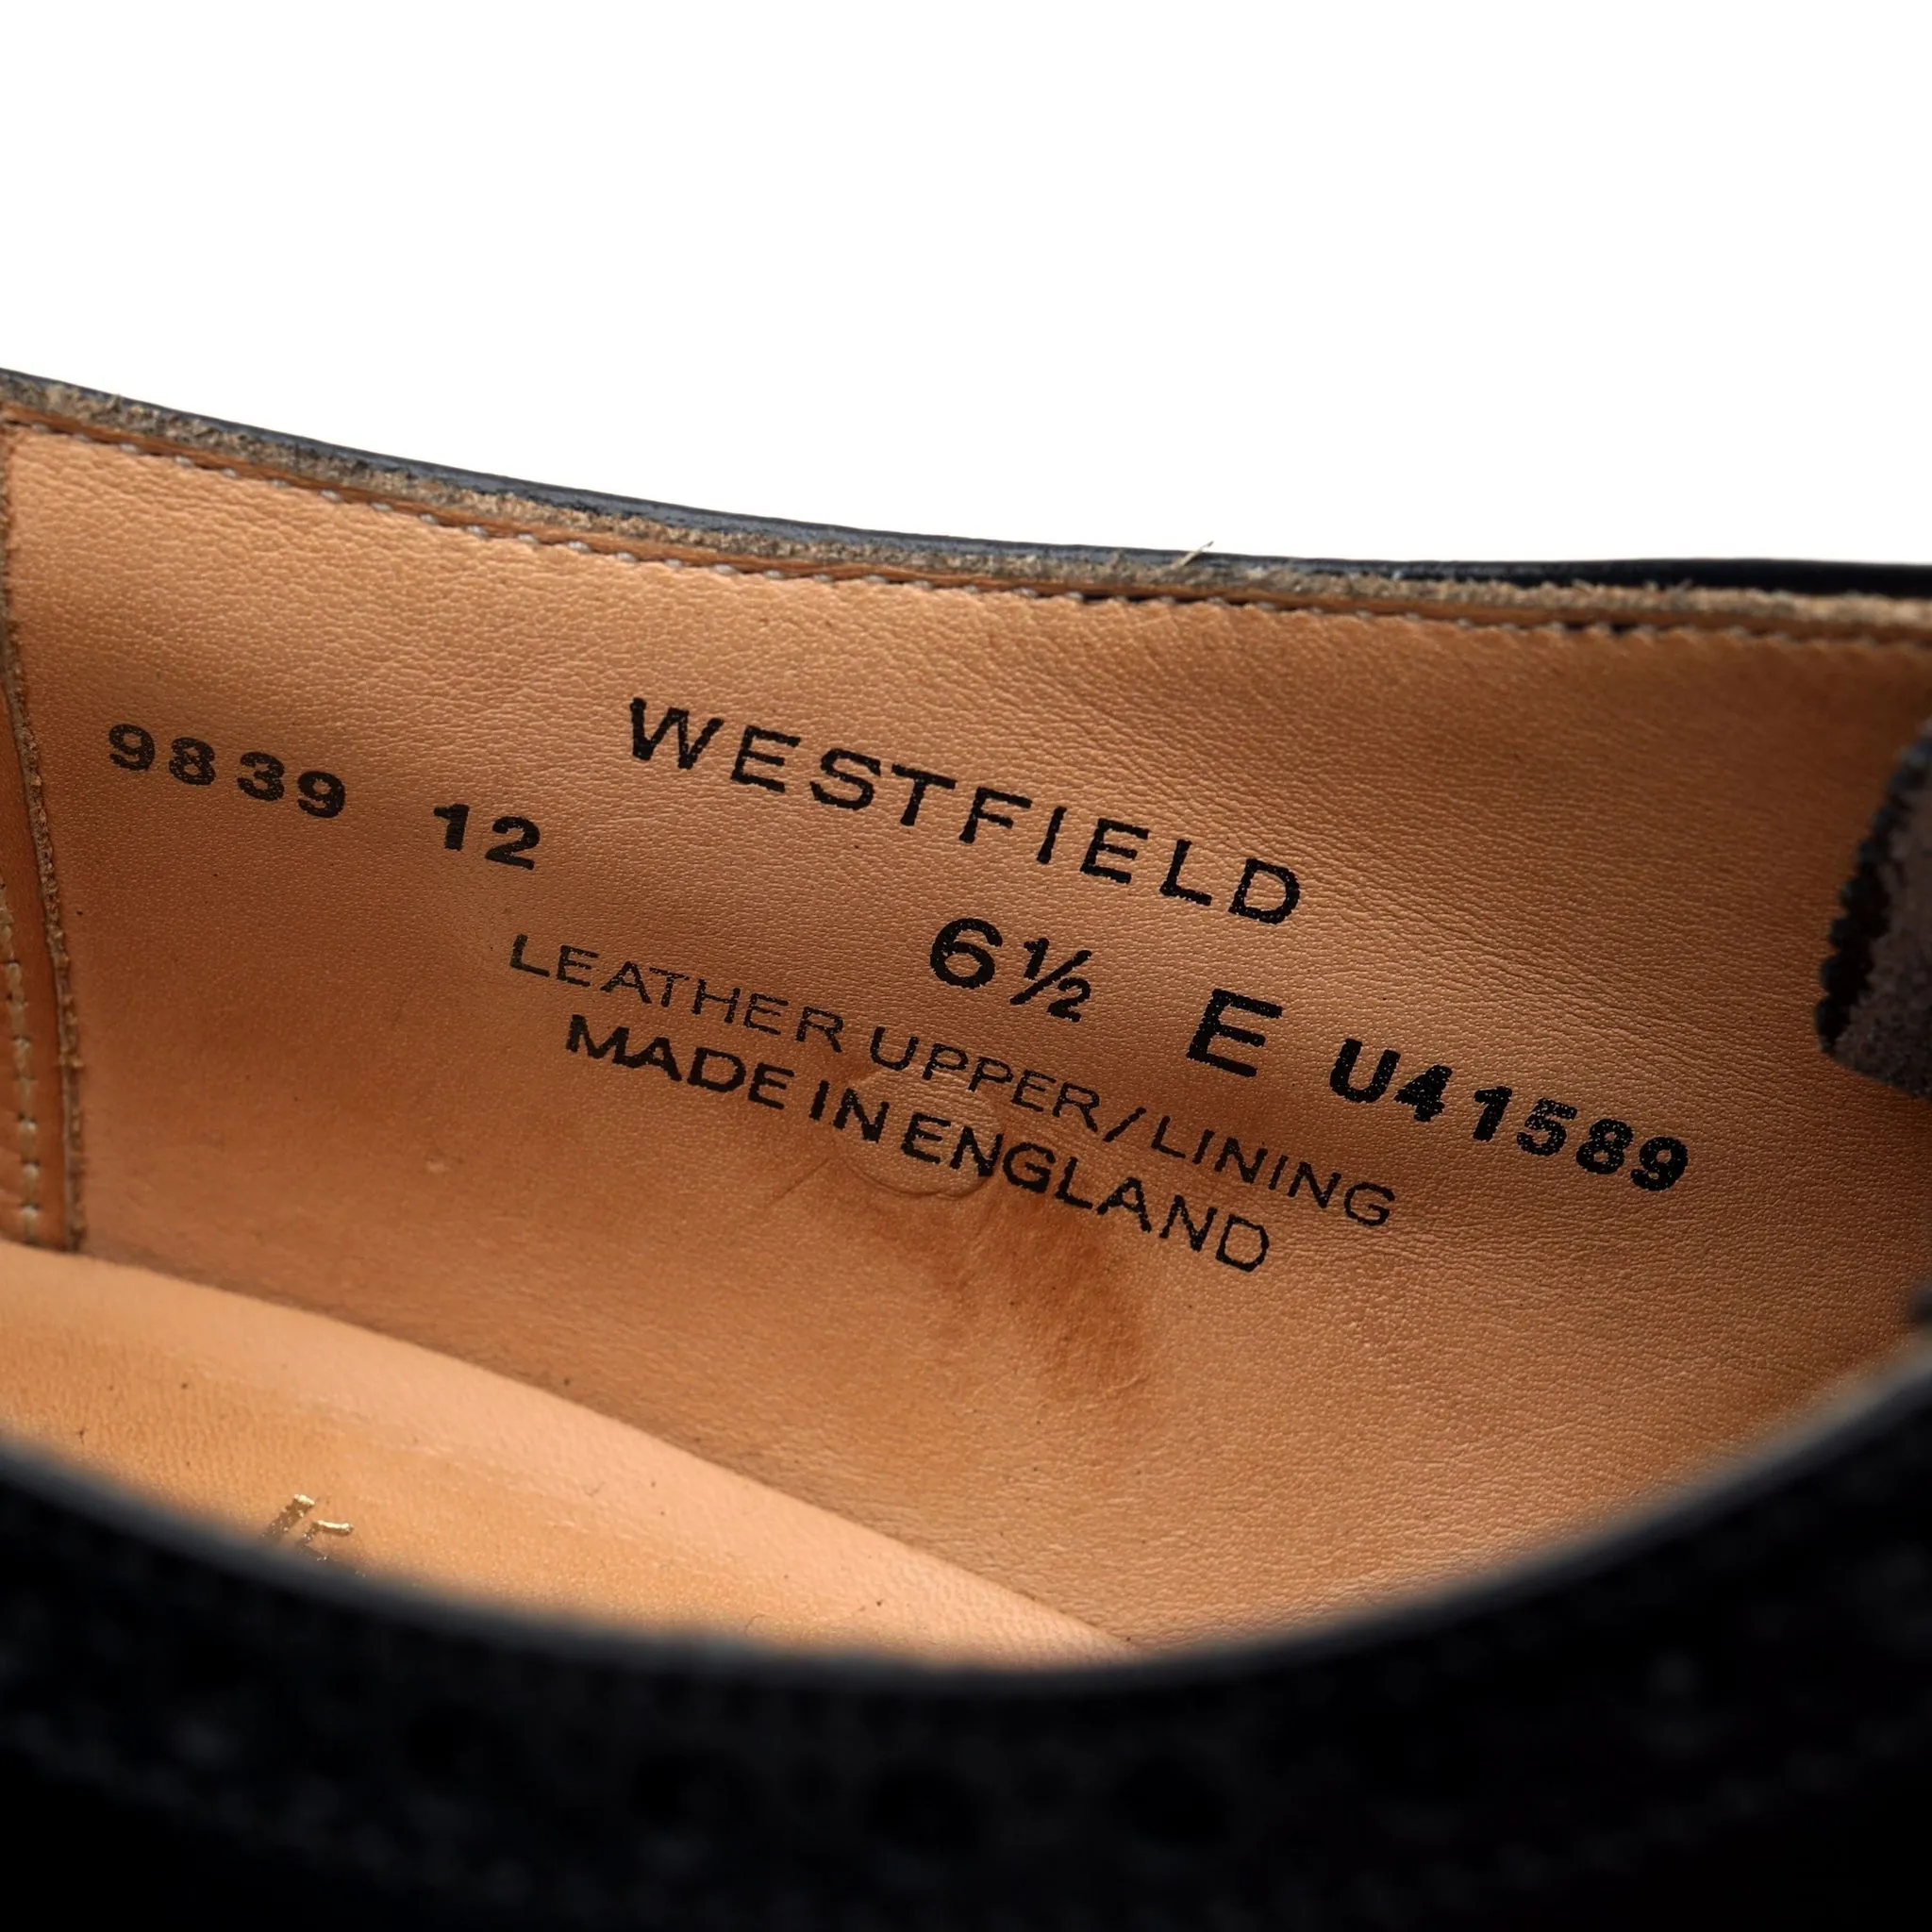 WESTFIELD
9839 12
6½ E U41589
LEATHER UPPER/LINING
MADE IN ENGLAND